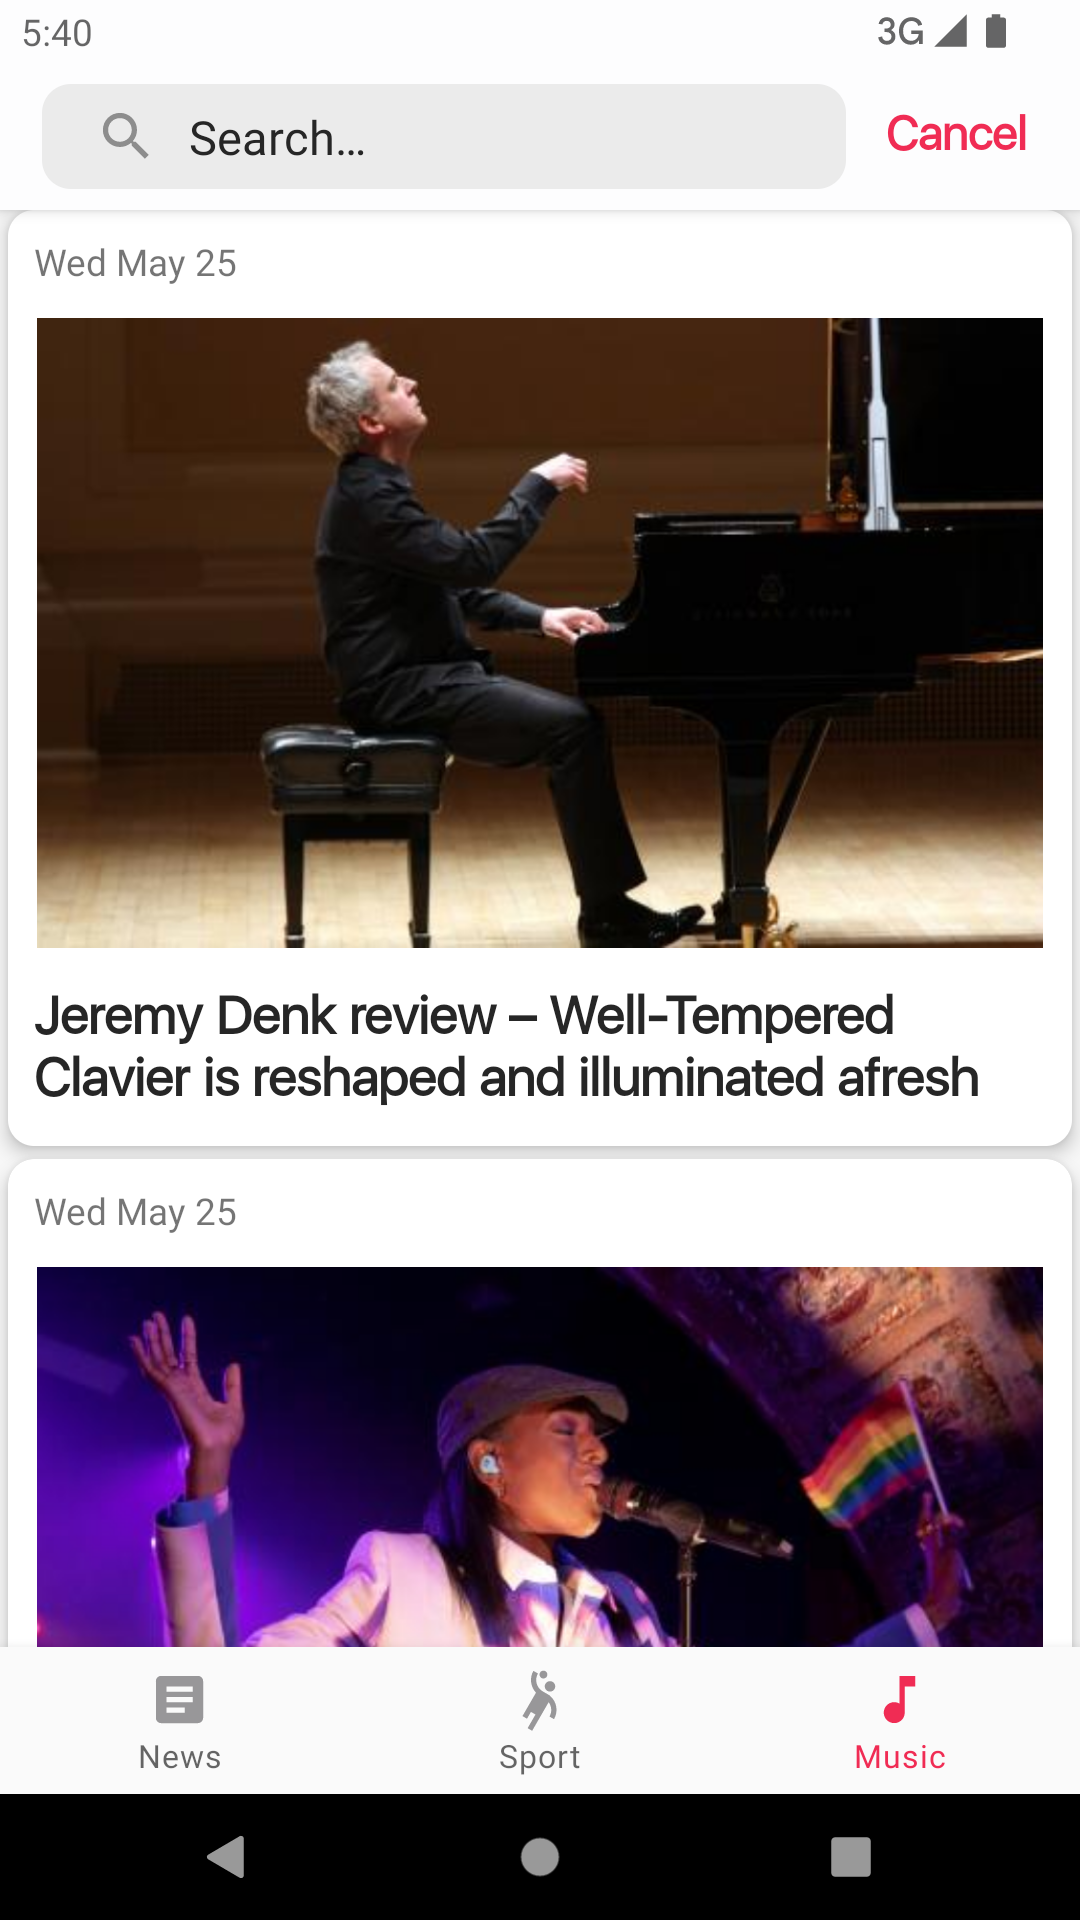 5:40
3G
Search...
Cancel
Wed May 25
Jeremy Denk review – Well-Tempered
Clavier is reshaped and illuminated afresh
Wed May 25
News
Sport
Music